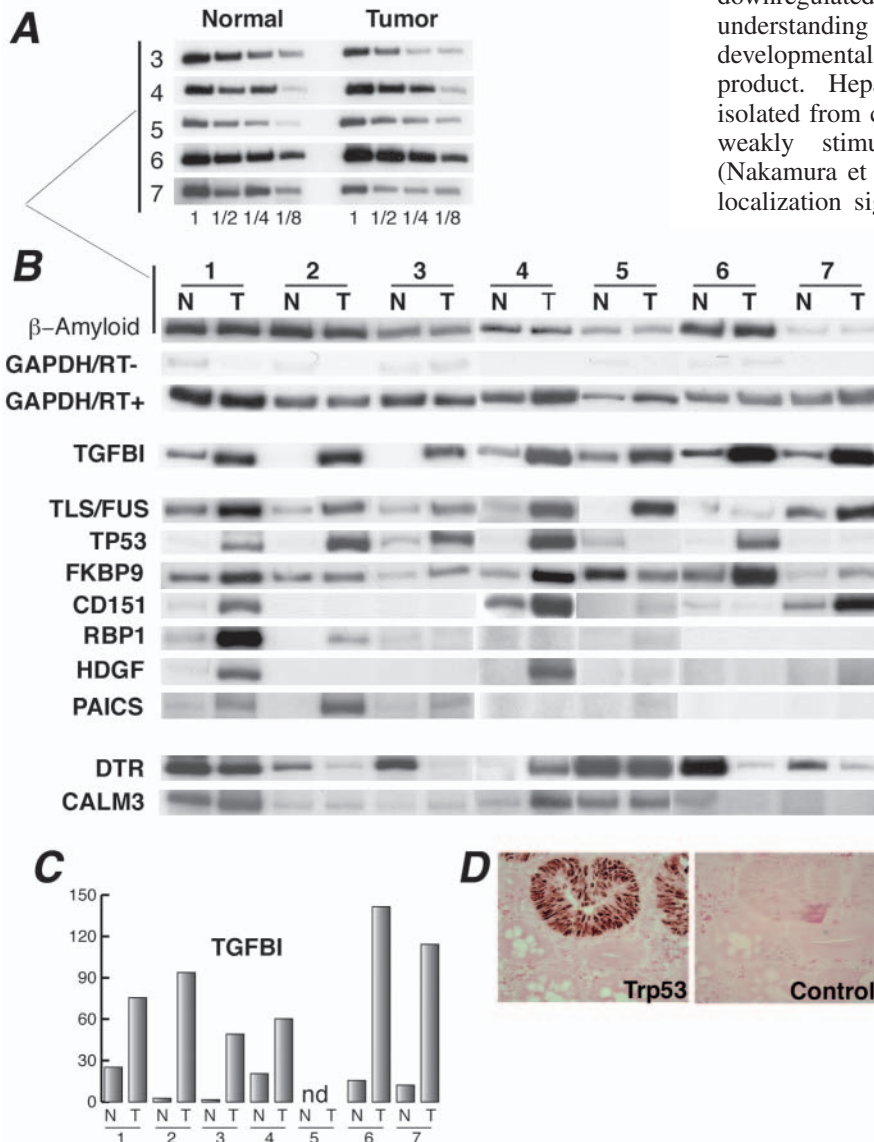 downregulated
understanding
developmental
product. Hepa
isolated from c
weakly stimu
(Nakamura et
localization sig
A
Normal Tumor
3
4
5
6
7
1 1/2 1/4 1/8 1 1/2 1/4 1/8
B
1 2 3 4 5 6 7
N T N T N T N T N T N T N T
β–Amyloid
GAPDH/RT-
GAPDH/RT+
TGFBI
TLS/FUS
TP53
FKBP9
CD151
RBP1
HDGF
PAICS
DTR
CALM3
C
150
120
90
60
30
0
TGFBI
nd
N T N T N T N T N T N T N T
1 2 3 4 5 6 7
D
Trp53
Control